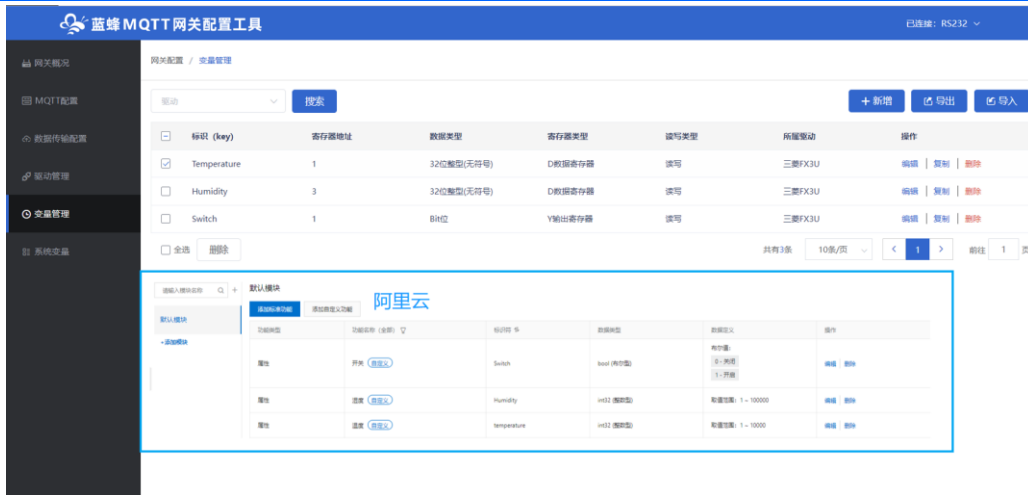 蓝蜂MQTT网关配置工具
已连接：RS232
网关概况
MQTT配置
数据传输配置
驱动管理
变量管理
系统变量
网关配置 / 变量管理
驱动 搜索 新增 导出 导入
标识（key） 寄存器地址 数据类型 寄存器类型 读写类型 所属驱动 操作
Temperature 1 32位整型(无符号) D数据寄存器 读写 三菱FX3U 编辑 复制 删除
Humidity 3 32位整型(无符号) D数据寄存器 读写 三菱FX3U 编辑 复制 删除
Switch 1 Bit位 Y输出寄存器 读写 三菱FX3U 编辑 复制 删除
全选 删除 共有3条 10条/页 1 前往 1 页
请输入模块名称
默认模块
+添加模块
默认模块
添加标准功能 添加自定义功能 阿里云
功能类型 功能名称（全部） 标识符 数据类型 数据定义 操作
属性 开关 自定义 Switch bool (布尔型) 布尔值： 编辑 删除
0 - 关闭
1 - 开启
属性 湿度 自定义 Humidity int32 (整数型) 取值范围：1 ~ 100000 编辑 删除
属性 温度 自定义 temperature int32 (整数型) 取值范围：1 ~ 10000 编辑 删除